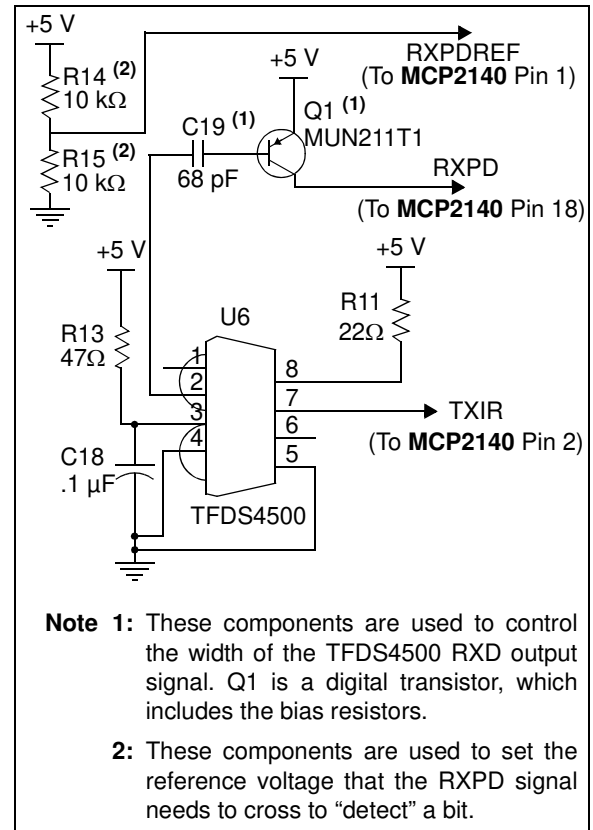 +5 V
R14 (2)
10 kΩ
R15 (2)
10 kΩ
RXPDREF
(To MCP2140 Pin 1)
+5 V
Q1 (1)
MUN211T1
C19 (1)
68 pF
RXPD
(To MCP2140 Pin 18)
+5 V
R13
47Ω
U6
+5 V
R11
22Ω
1
2
3
4
8
7
6
5
TXIR
(To MCP2140 Pin 2)
C18
.1 µF
TFDS4500
Note 1: These components are used to control
the width of the TFDS4500 RXD output
signal. Q1 is a digital transistor, which
includes the bias resistors.
2: These components are used to set the
reference voltage that the RXPD signal
needs to cross to “detect” a bit.